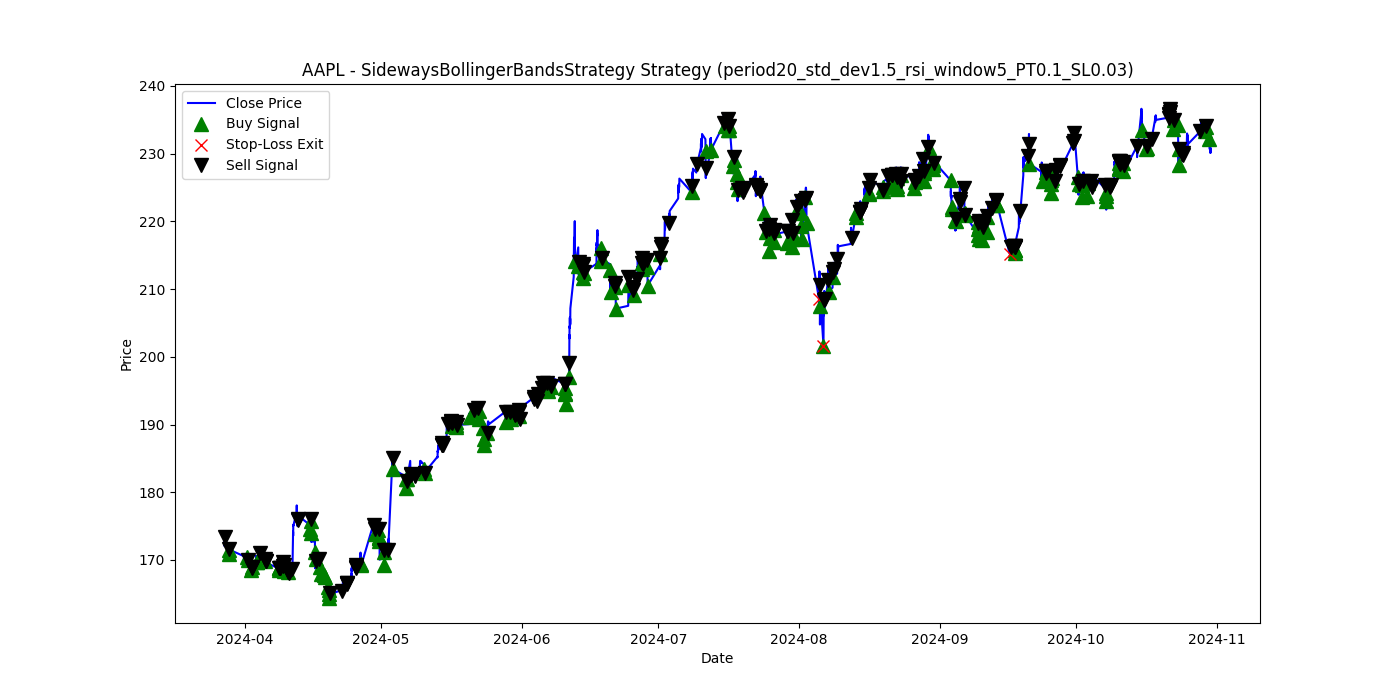 AAPL - SidewaysBollingerBandsStrategy Strategy (period20_std_dev1.5_rsi_window5_PT0.1_SL0.03)
Close Price
Buy Signal
Stop-Loss Exit
Sell Signal
Price
240
230
220
210
200
190
180
170
2024-04
2024-05
2024-06
2024-07
2024-08
2024-09
2024-10
2024-11
Date